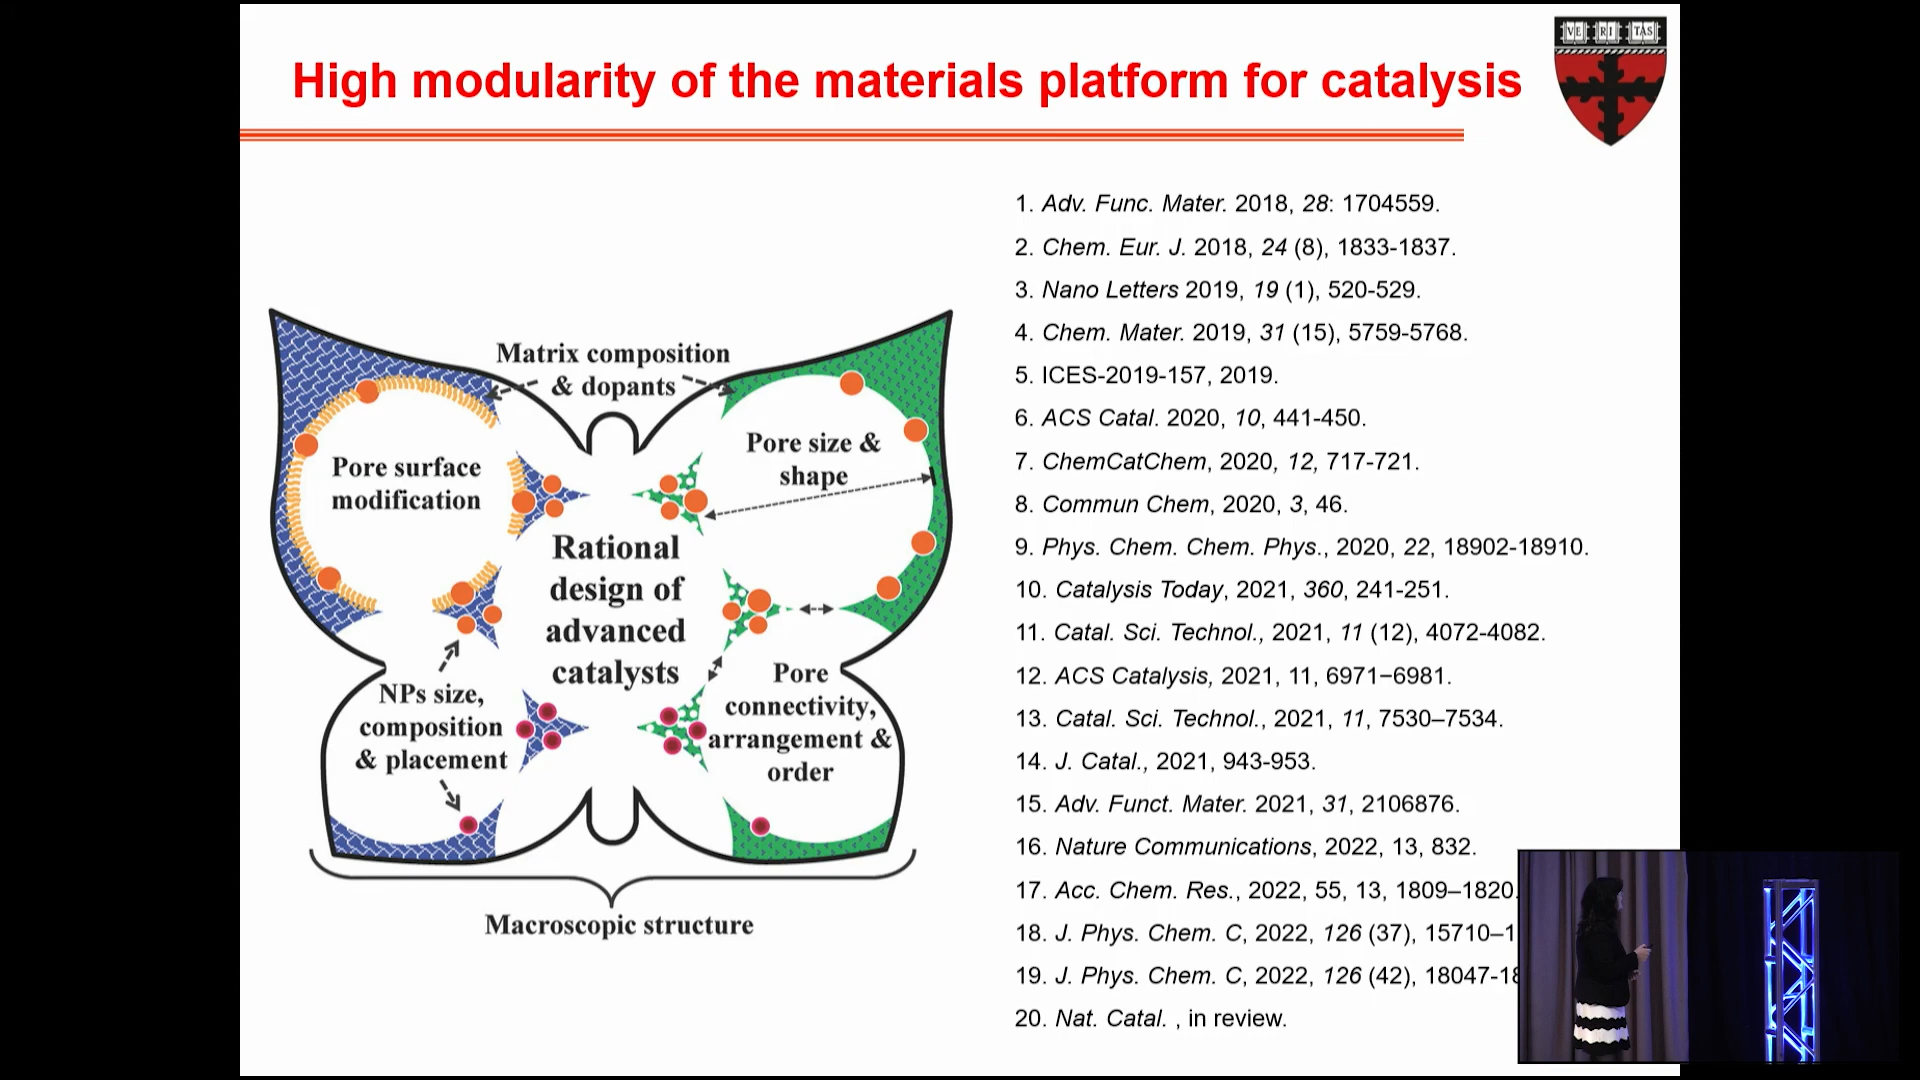 High modularity of the materials platform for catalysis
VE RI TAS
1. Adv. Func. Mater. 2018, 28: 1704559.
2. Chem. Eur. J. 2018, 24 (8), 1833-1837.
3. Nano Letters 2019, 19 (1), 520-529.
4. Chem. Mater. 2019, 31 (15), 5759-5768.
5. ICES-2019-157, 2019.
6. ACS Catal. 2020, 10, 441-450.
7. ChemCatChem, 2020, 12, 717-721.
8. Commun Chem, 2020, 3, 46.
9. Phys. Chem. Chem. Phys., 2020, 22, 18902-18910.
10. Catalysis Today, 2021, 360, 241-251.
11. Catal. Sci. Technol., 2021, 11 (12), 4072-4082.
12. ACS Catalysis, 2021, 11, 6971−6981.
13. Catal. Sci. Technol., 2021, 11, 7530–7534.
14. J. Catal., 2021, 943-953.
15. Adv. Funct. Mater. 2021, 31, 2106876.
16. Nature Communications, 2022, 13, 832.
17. Acc. Chem. Res., 2022, 55, 13, 1809–1820.
18. J. Phys. Chem. C, 2022, 126 (37), 15710–1
19. J. Phys. Chem. C, 2022, 126 (42), 18047-18
20. Nat. Catal. , in review.
Matrix composition
& dopants
Pore surface
modification
Pore size &
shape
Rational
design of
advanced
catalysts
NPs size,
composition
& placement
Pore
connectivity,
arrangement &
order
Macroscopic structure